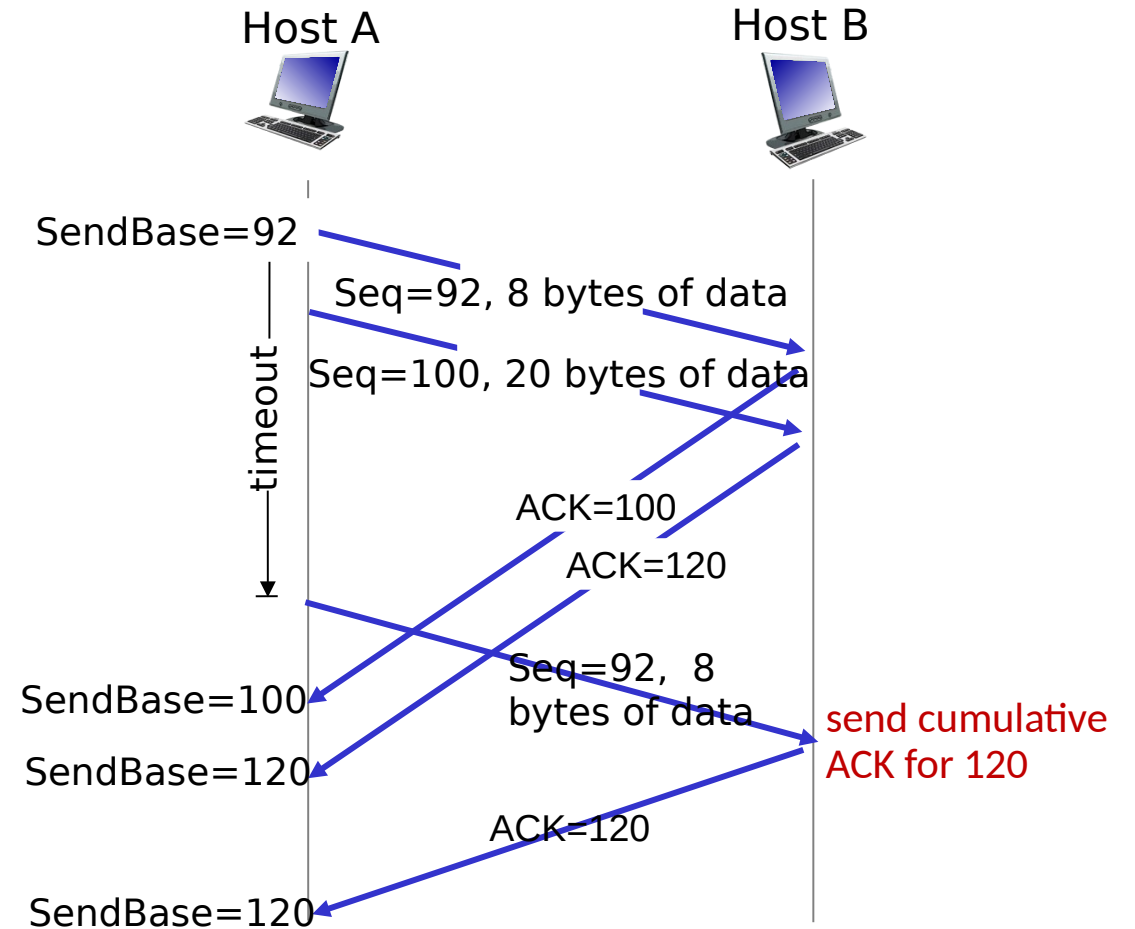 Host A
Host B
SendBase=92
Seq=92, 8 bytes of data
timeout
Seq=100, 20 bytes of data
ACK=100
ACK=120
Seq=92,  8
bytes of data
SendBase=100
send cumulative
ACK for 120
SendBase=120
ACK=120
SendBase=120